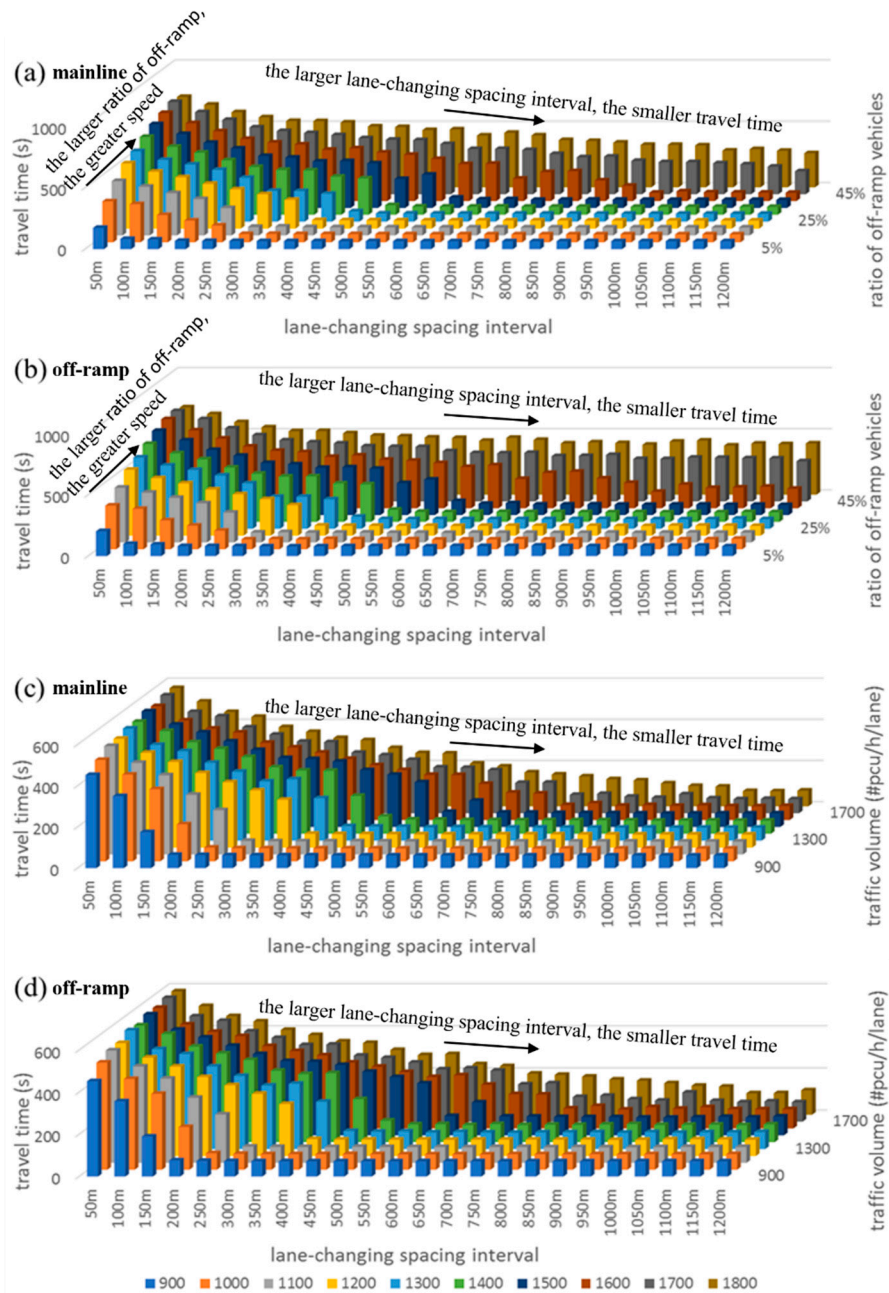 (a) mainline
the larger ratio of off-ramp,
the greater speed
the larger lane-changing spacing interval, the smaller travel time
travel time (s)
1000
500
0
45%
25%
5%
ratio of off-ramp vehicles
50m 100m 150m 200m 250m 300m 350m 400m 450m 500m 550m 600m 650m 700m 750m 800m 850m 900m 950m 1000m 1050m 1100m 1150m 1200m
lane-changing spacing interval
(b) off-ramp
the larger ratio of off-ramp,
the greater speed
the larger lane-changing spacing interval, the smaller travel time
travel time (s)
1000
500
0
45%
25%
5%
ratio of off-ramp vehicles
50m 100m 150m 200m 250m 300m 350m 400m 450m 500m 550m 600m 650m 700m 750m 800m 850m 900m 950m 1000m 1050m 1100m 1150m 1200m
lane-changing spacing interval
(c) mainline
the larger lane-changing spacing interval, the smaller travel time
travel time (s)
600
400
200
0
1700
1300
900
traffic volume (#pcu/h/lane)
50m 100m 150m 200m 250m 300m 350m 400m 450m 500m 550m 600m 650m 700m 750m 800m 850m 900m 950m 1000m 1050m 1100m 1150m 1200m
lane-changing spacing interval
(d) off-ramp
the larger lane-changing spacing interval, the smaller travel time
travel time (s)
600
400
200
0
1700
1300
900
traffic volume (#pcu/h/lane)
50m 100m 150m 200m 250m 300m 350m 400m 450m 500m 550m 600m 650m 700m 750m 800m 850m 900m 950m 1000m 1050m 1100m 1150m 1200m
lane-changing spacing interval
900 1000 1100 1200 1300 1400 1500 1600 1700 1800